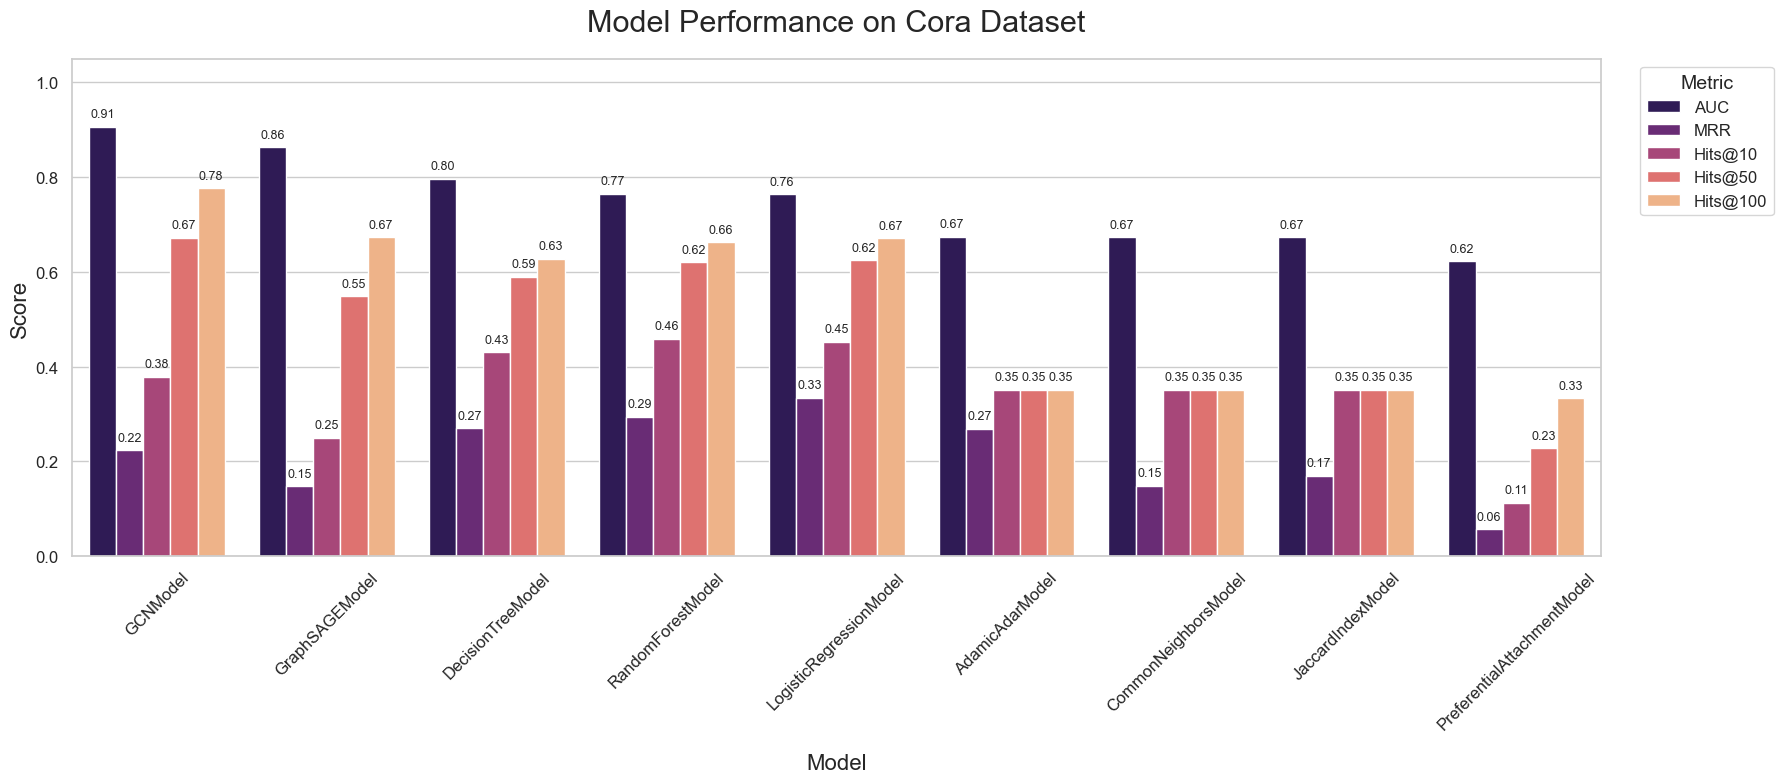 Model Performance on Cora Dataset
Score
1.0
0.8
0.6
0.4
0.2
0.0
0.91
0.22
0.38
0.67
0.78
0.86
0.15
0.25
0.55
0.67
0.80
0.27
0.43
0.59
0.63
0.77
0.29
0.46
0.62
0.66
0.76
0.33
0.45
0.62
0.67
0.67
0.27
0.35
0.35
0.35
0.67
0.15
0.35
0.35
0.35
0.67
0.17
0.35
0.35
0.35
0.62
0.06
0.11
0.23
0.33
GCNModel
GraphSAGEModel
DecisionTreeModel
RandomForestModel
LogisticRegressionModel
AdamicAdarModel
CommonNeighborsModel
JaccardIndexModel
PreferentialAttachmentModel
Model
Metric
AUC
MRR
Hits@10
Hits@50
Hits@100